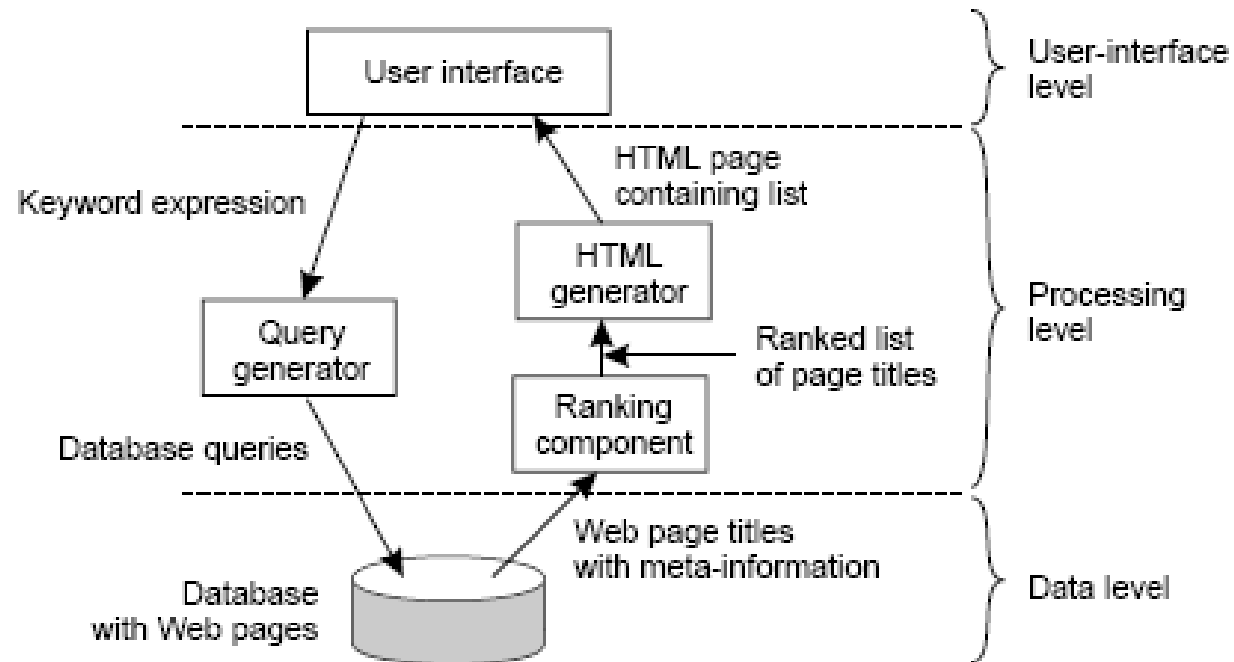 User interface
User-interface
level
HTML page
containing list
Keyword expression
HTML
generator
Processing
level
Query
generator
Ranked list
of page titles
Ranking
component
Database queries
Web page titles
with meta-information
Database
with Web pages
Data level